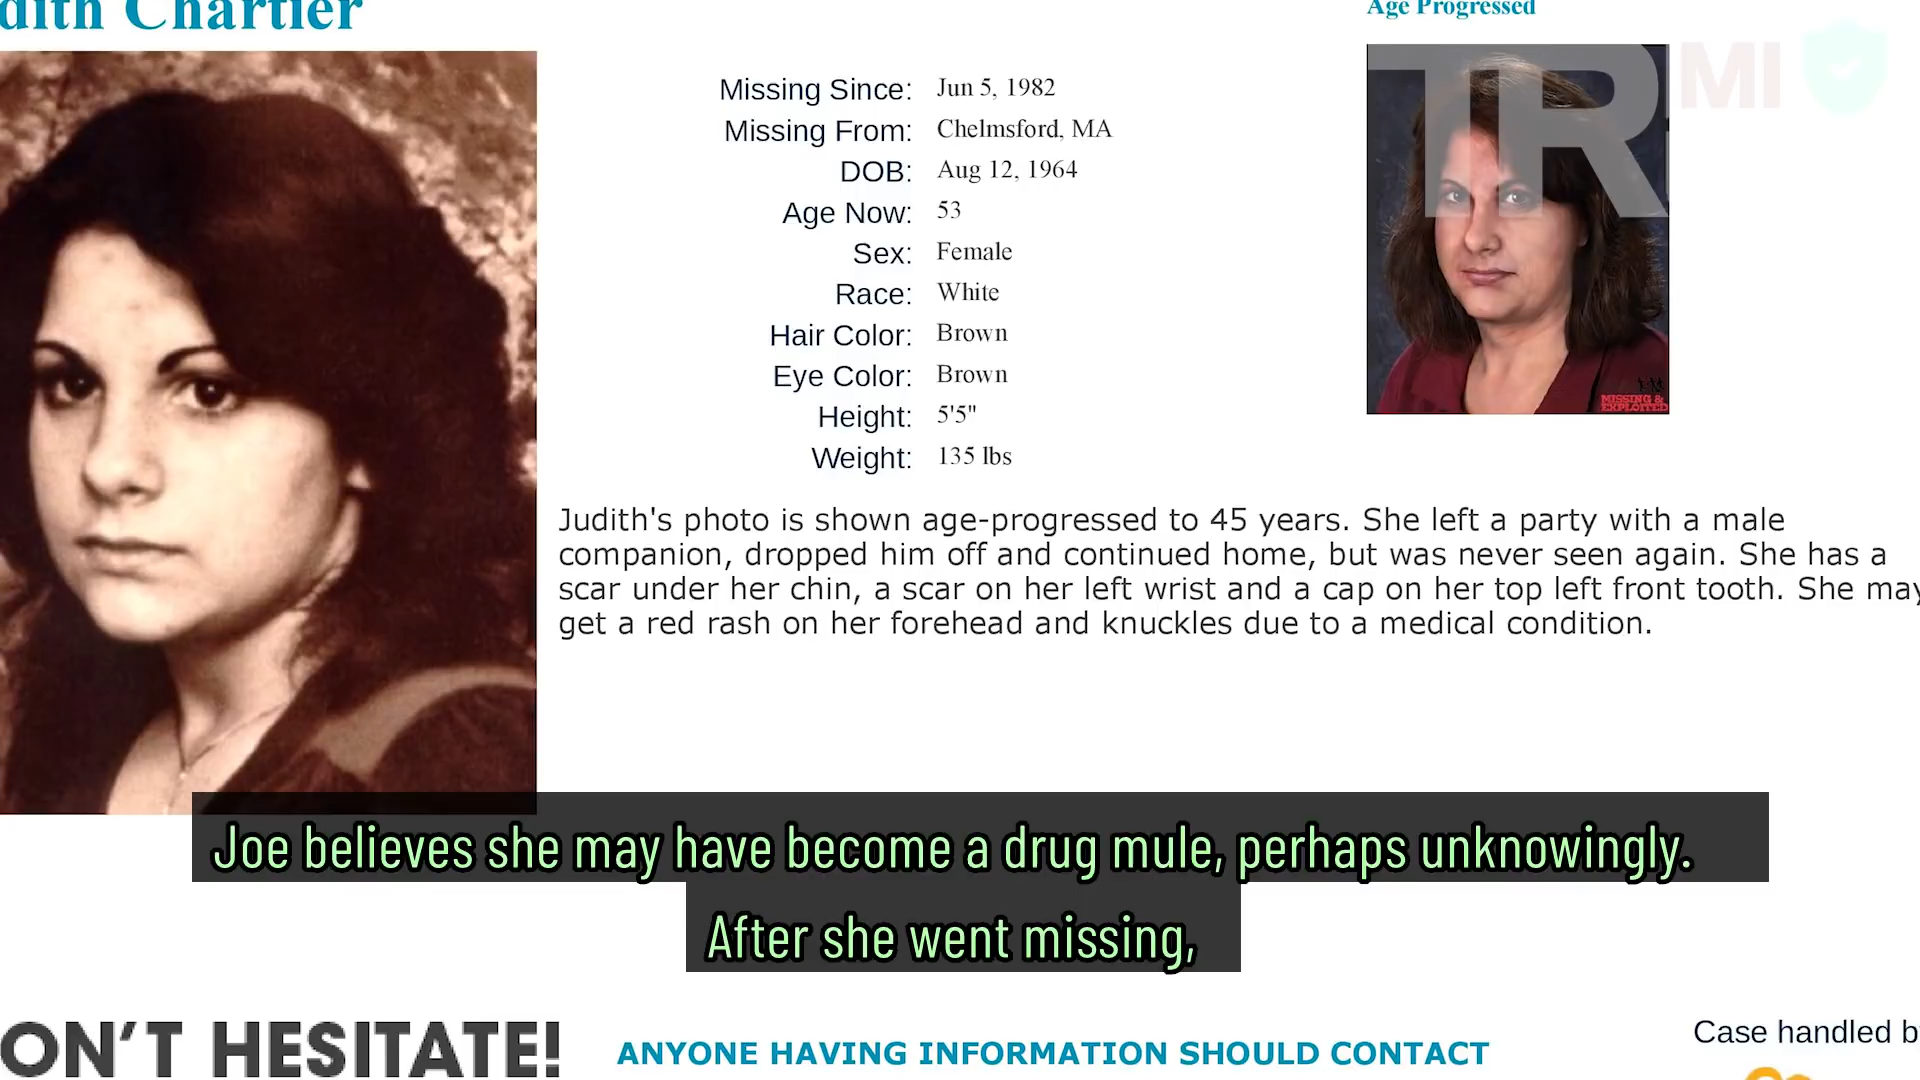 dith Chartier
Age Progressed
TR
MI
Missing Since: Jun 5, 1982
Missing From: Chelmsford, MA
DOB: Aug 12, 1964
Age Now: 53
Sex: Female
Race: White
Hair Color: Brown
Eye Color: Brown
Height: 5'5"
Weight: 135 lbs
MISSING &
EXPLOITED
Judith's photo is shown age-progressed to 45 years. She left a party with a male
companion, dropped him off and continued home, but was never seen again. She has a
scar under her chin, a scar on her left wrist and a cap on her top left front tooth. She may
get a red rash on her forehead and knuckles due to a medical condition.
Joe believes she may have become a drug mule, perhaps unknowingly.
After she went missing,
ON'T HESITATE!
ANYONE HAVING INFORMATION SHOULD CONTACT
Case handled b